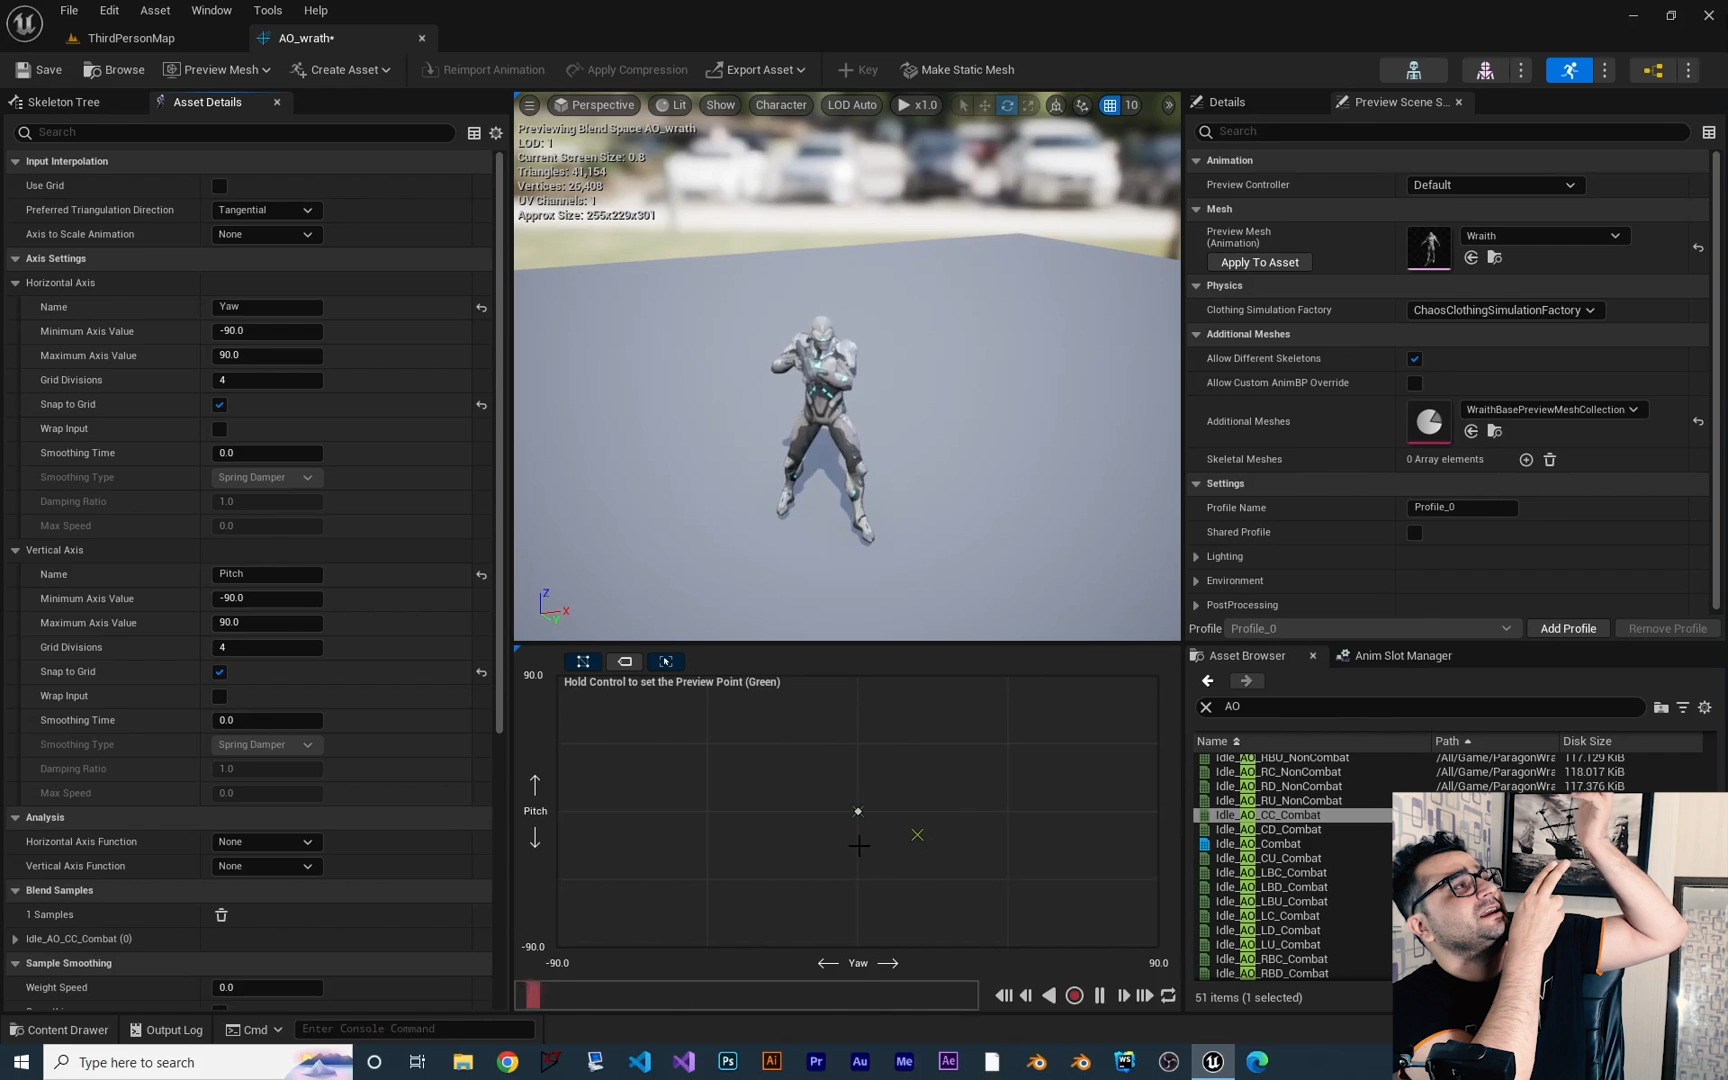 File Edit Asset Window Tools Help
ThirdPersonMap AO_wrath*
Save Browse Preview Mesh Create Asset Reimport Animation Apply Compression Export Asset Key Make Static Mesh
Skeleton Tree Asset Details
Search
Input Interpolation
Use Grid
Preferred Triangulation Direction Tangential
Axis to Scale Animation None
Axis Settings
Horizontal Axis
Name Yaw
Minimum Axis Value -90.0
Maximum Axis Value 90.0
Grid Divisions 4
Snap to Grid
Wrap Input
Smoothing Time 0.0
Smoothing Type Spring Damper
Damping Ratio 1.0
Max Speed 0.0
Vertical Axis
Name Pitch
Minimum Axis Value -90.0
Maximum Axis Value 90.0
Grid Divisions 4
Snap to Grid
Wrap Input
Smoothing Time 0.0
Smoothing Type Spring Damper
Damping Ratio 1.0
Max Speed 0.0
Analysis
Horizontal Axis Function None
Vertical Axis Function None
Blend Samples
1 Samples
Idle_AO_CC_Combat (0)
Sample Smoothing
Weight Speed 0.0
Perspective Lit Show Character LOD Auto x1.0 10
Previewing Blend Space AO_wrath
LOD: 1
Current Screen Size: 0.8
Triangles: 41,154
Vertices: 26,408
UV Channels: 1
Approx Size: 255x229x301
Z
X
Y
90.0 Hold Control to set the Preview Point (Green)
Pitch
-90.0
-90.0 Yaw 90.0
Details Preview Scene S...
Search
Animation
Preview Controller Default
Mesh
Preview Mesh
(Animation)
Wraith
Apply To Asset
Physics
Clothing Simulation Factory ChaosClothingSimulationFactory
Additional Meshes
Allow Different Skeletons
Allow Custom AnimBP Override
Additional Meshes WraithBasePreviewMeshCollection
Skeletal Meshes 0 Array elements
Settings
Profile Name Profile_0
Shared Profile
Lighting
Environment
PostProcessing
Profile Profile_0 Add Profile Remove Profile
Asset Browser Anim Slot Manager
AO
Name Path Disk Size
Idle_AO_RBU_NonCombat /All/Game/ParagonWra 117.129 KiB
Idle_AO_RC_NonCombat /All/Game/ParagonWra 118.017 KiB
Idle_AO_RD_NonCombat /All/Game/ParagonWra 117.376 KiB
Idle_AO_RU_NonCombat
Idle_AO_CC_Combat
Idle_AO_CD_Combat
Idle_AO_Combat
Idle_AO_CU_Combat
Idle_AO_LBC_Combat
Idle_AO_LBD_Combat
Idle_AO_LBU_Combat
Idle_AO_LC_Combat
Idle_AO_LD_Combat
Idle_AO_LU_Combat
Idle_AO_RBC_Combat
Idle_AO_RBD_Combat
51 items (1 selected)
Content Drawer Output Log Cmd Enter Console Command
Type here to search
Ps Ai Pr Au Me Ae WS